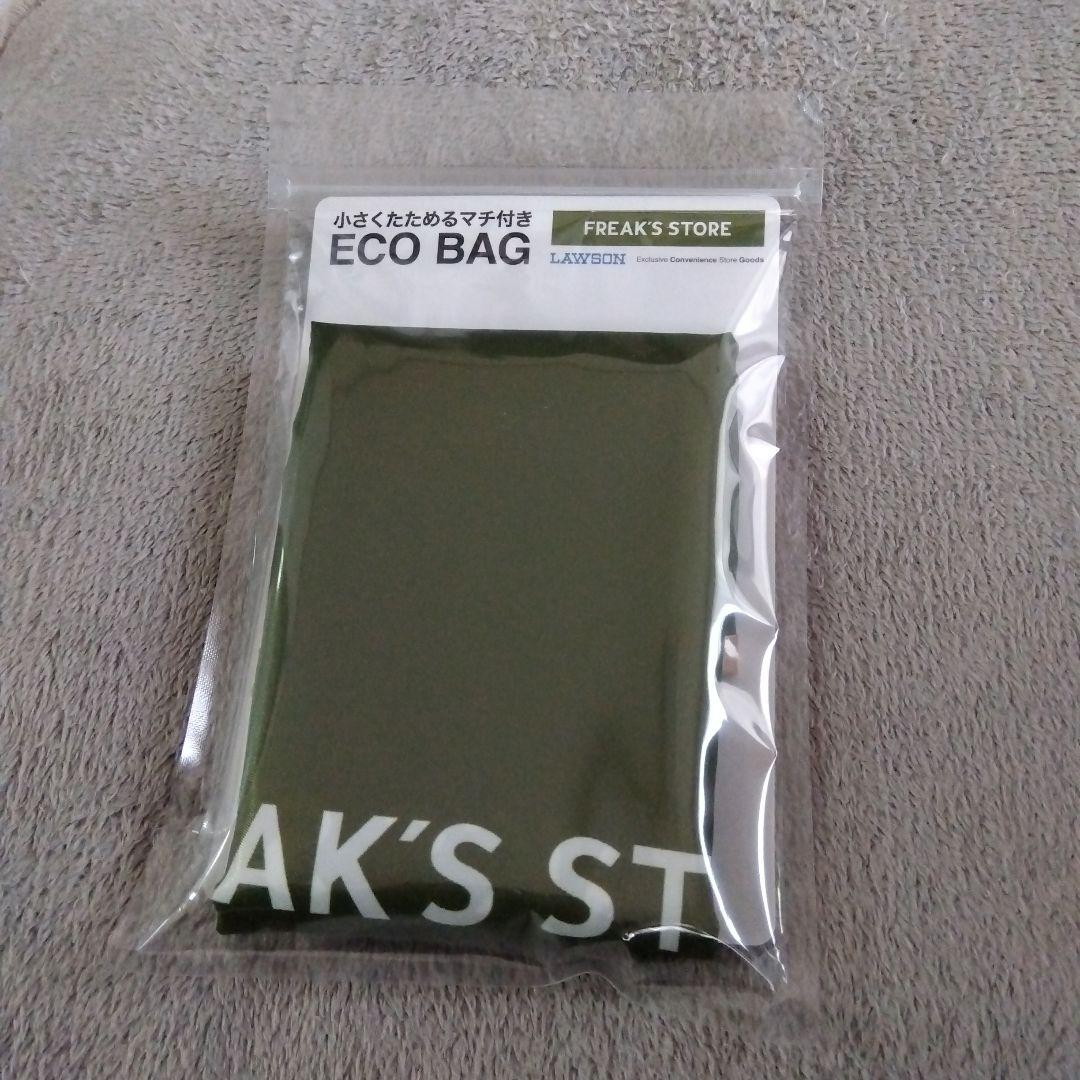 小さくたためるマチ付き
ECO BAG
FREAK'S STORE
LAWSON Exclusive Convenience Store Goods
AK'S ST